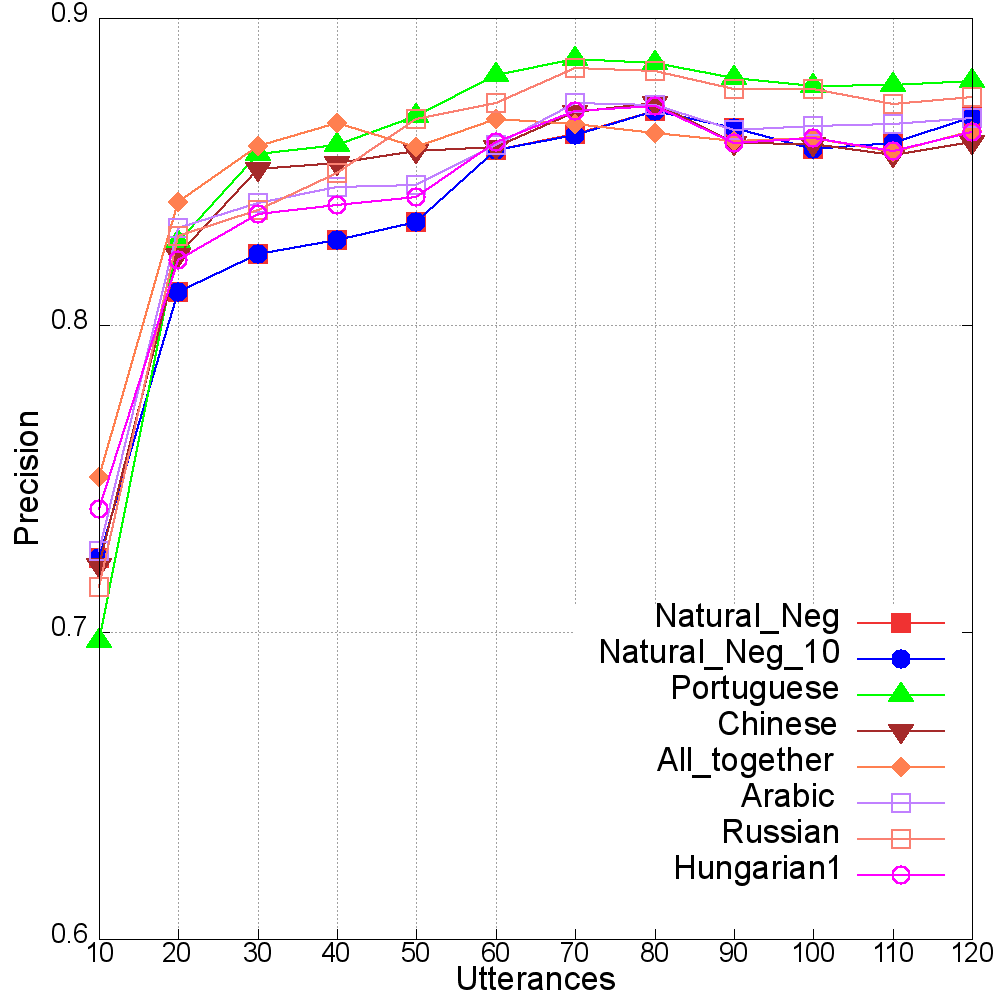 0.9
0.8
0.7
0.6
Precision
Natural_Neg
Natural_Neg_10
Portuguese
Chinese
All_together
Arabic
Russian
Hungarian1
10 20 30 40 50 60 70 80 90 100 110 120
Utterances